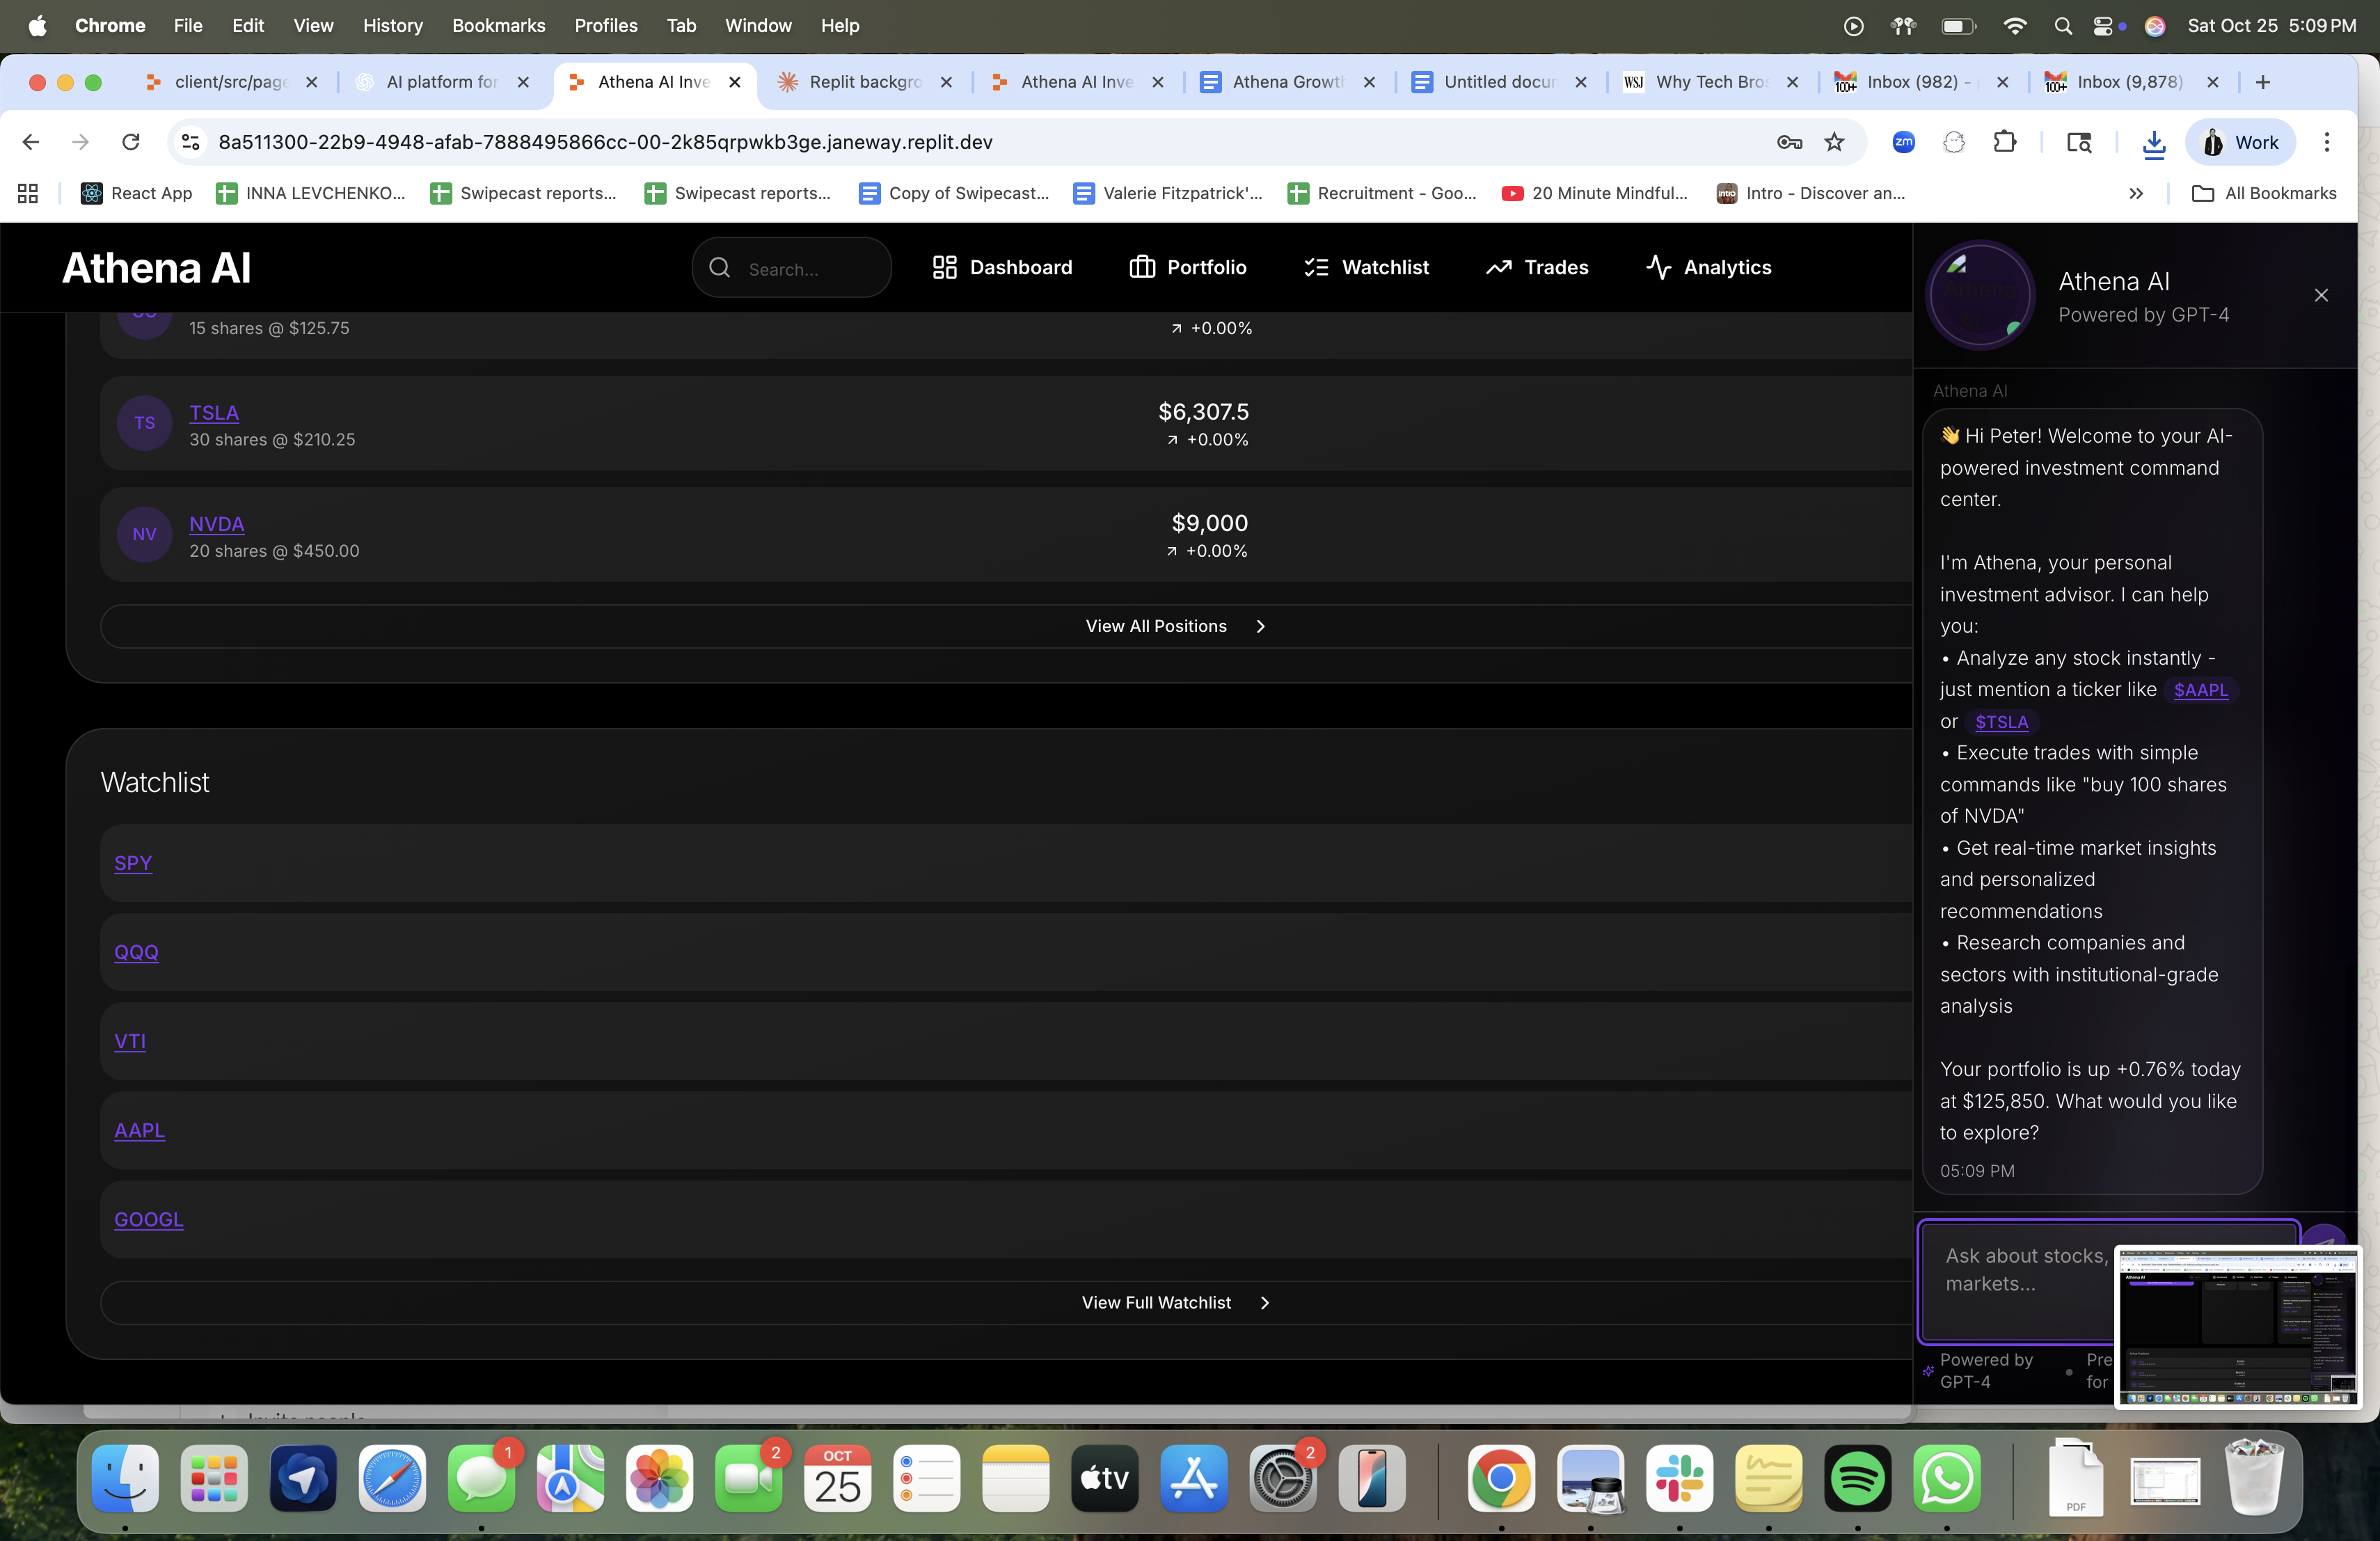 Chrome File Edit View History Bookmarks Profiles Tab Window Help Sat Oct 25 5:09 PM
client/src/page AI platform for Athena AI Inve Replit backgro Athena AI Inve Athena Growth Untitled docum WSJ Why Tech Bros 100+ Inbox (982) - 100+ Inbox (9,878)
8a511300-22b9-4948-afab-7888495866cc-00-2k85qrpwkb3ge.janeway.replit.dev zm Work
React App INNA LEVCHENKO... Swipecast reports... Swipecast reports... Copy of Swipecast... Valerie Fitzpatrick'... Recruitment - Goo... 20 Minute Mindful... intro Intro - Discover an... All Bookmarks
Athena AI Search... Dashboard Portfolio Watchlist Trades Analytics
15 shares @ $125.75 +0.00%
TS TSLA $6,307.5
30 shares @ $210.25 +0.00%
NV NVDA $9,000
20 shares @ $450.00 +0.00%
View All Positions
Watchlist
SPY
QQQ
VTI
AAPL
GOOGL
View Full Watchlist
Athena AI
Powered by GPT-4
Athena AI
👋 Hi Peter! Welcome to your AI-
powered investment command
center.
I'm Athena, your personal
investment advisor. I can help
you:
• Analyze any stock instantly -
just mention a ticker like $AAPL
or $TSLA
• Execute trades with simple
commands like "buy 100 shares
of NVDA"
• Get real-time market insights
and personalized
recommendations
• Research companies and
sectors with institutional-grade
analysis
Your portfolio is up +0.76% today
at $125,850. What would you like
to explore?
05:09 PM
Ask about stocks,
markets...
Powered by
GPT-4
Pre
for
Invite people
1 2 OCT 25 tv 2 PDF